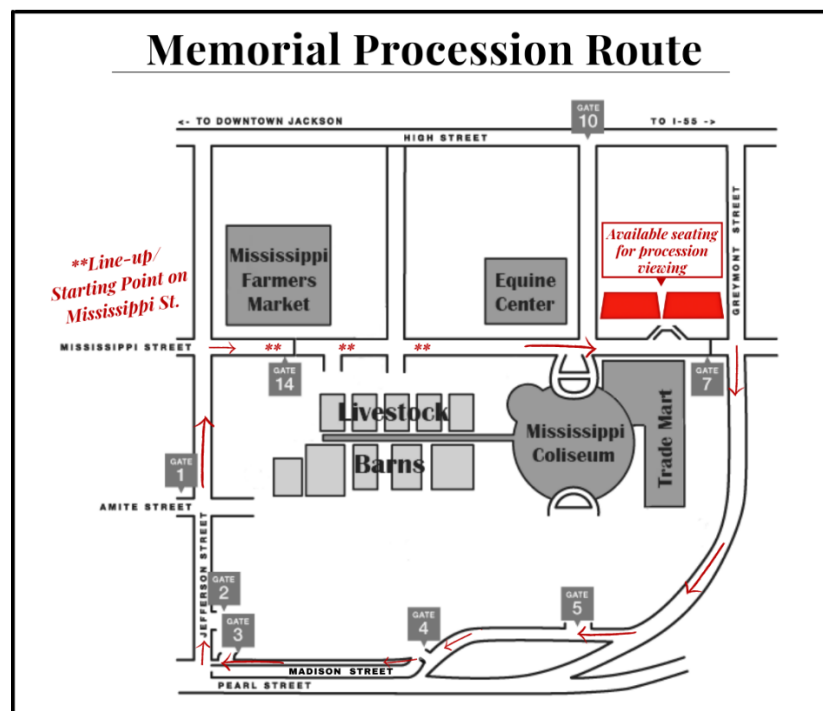 Memorial Procession Route
<- TO DOWNTOWN JACKSON
GATE
10
TO I-55 ->
HIGH STREET
**Line-up/
Starting Point on
Mississippi St.
Mississippi
Farmers
Market
Equine
Center
Available seating
for procession
viewing
GREYMONT STREET
MISSISSIPPI STREET
**
**
**
GATE
14
GATE
7
Livestock
Barns
Mississippi
Coliseum
Trade Mart
GATE
1
AMITE STREET
JEFFERSON STREET
GATE
2
GATE
3
GATE
4
GATE
5
MADISON STREET
PEARL STREET